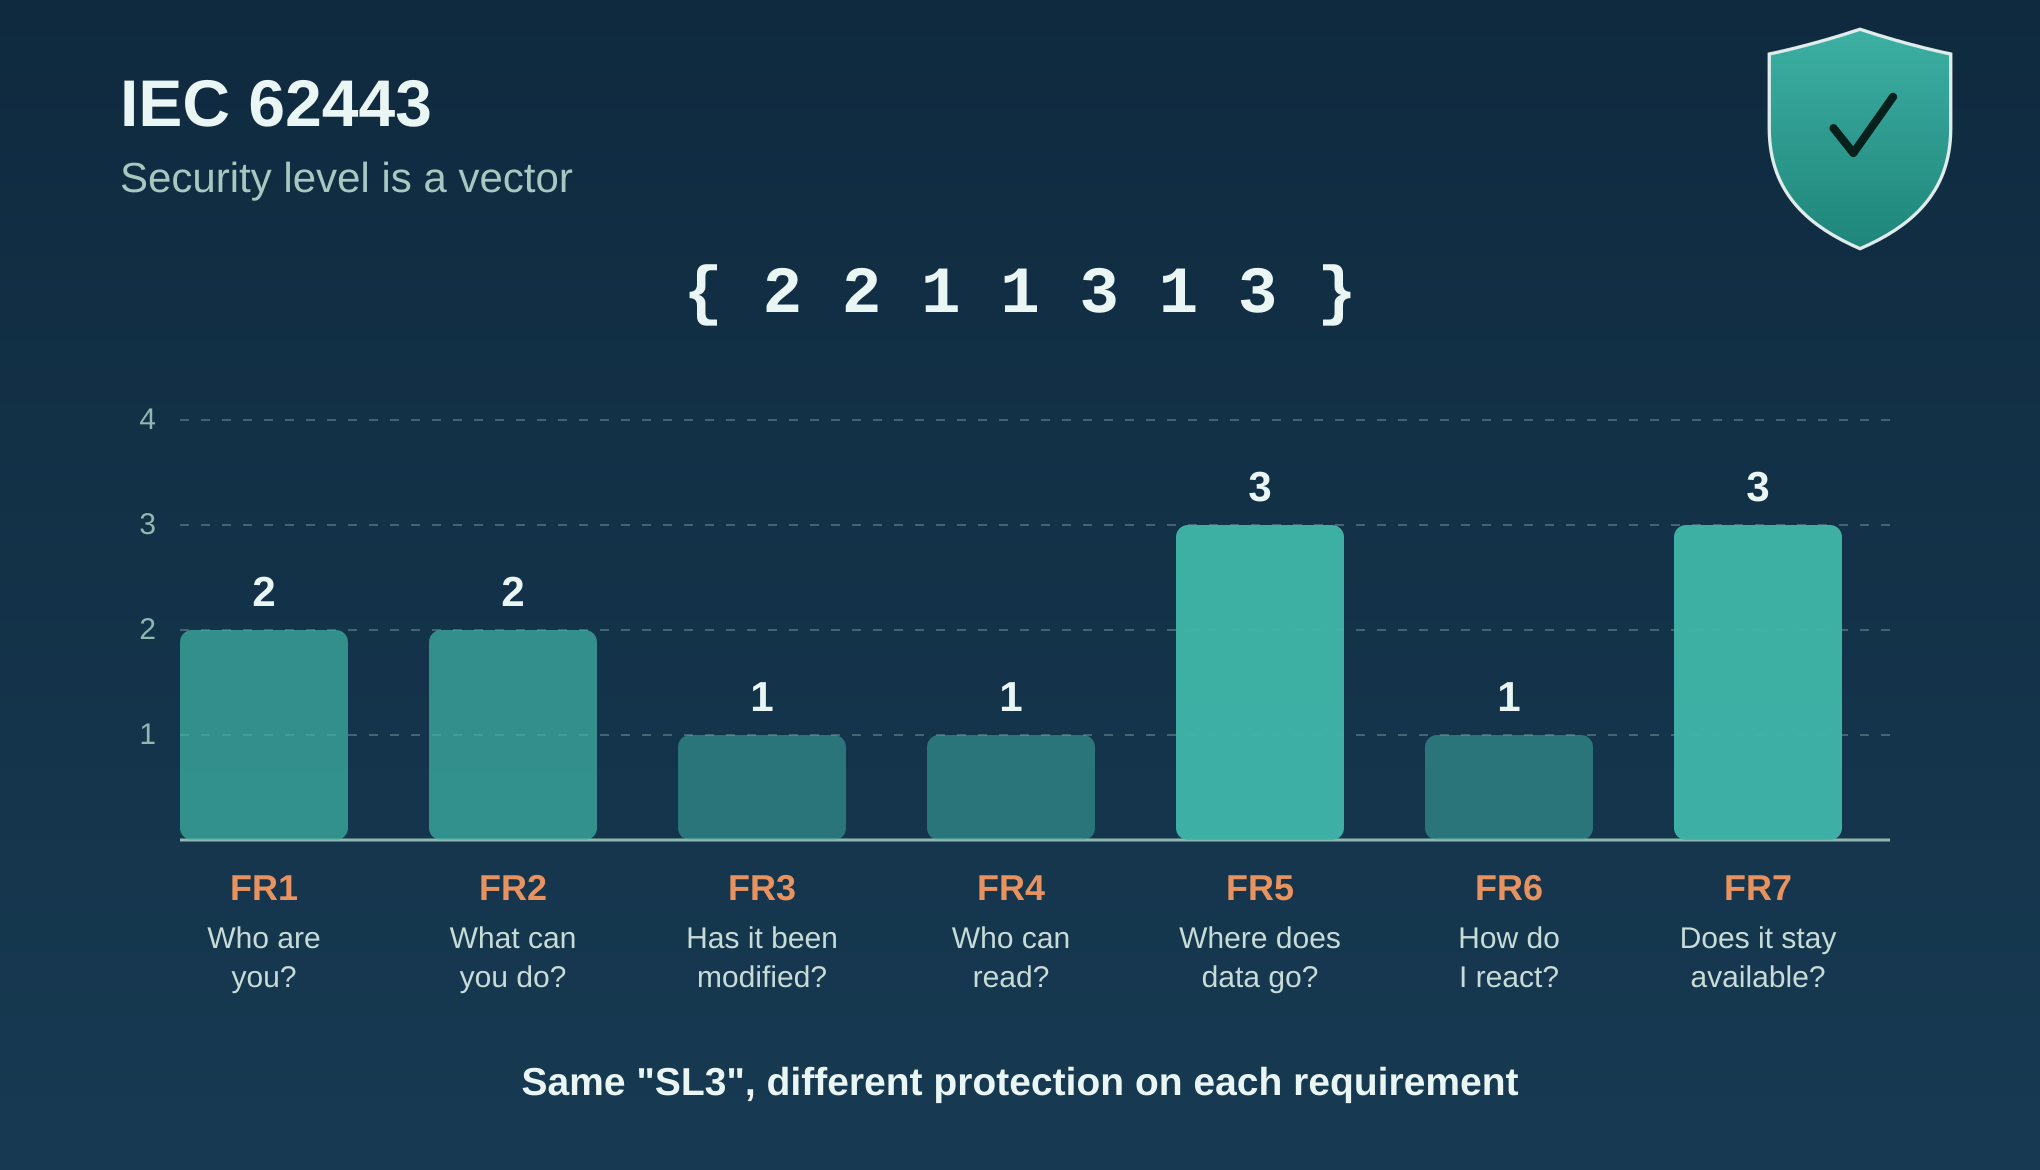 IEC 62443
Security level is a vector
{ 2 2 1 1 3 1 3 }
4
3
2
1
2
2
1
1
3
1
3
FR1
FR2
FR3
FR4
FR5
FR6
FR7
Who are
you?
What can
you do?
Has it been
modified?
Who can
read?
Where does
data go?
How do
I react?
Does it stay
available?
Same "SL3", different protection on each requirement